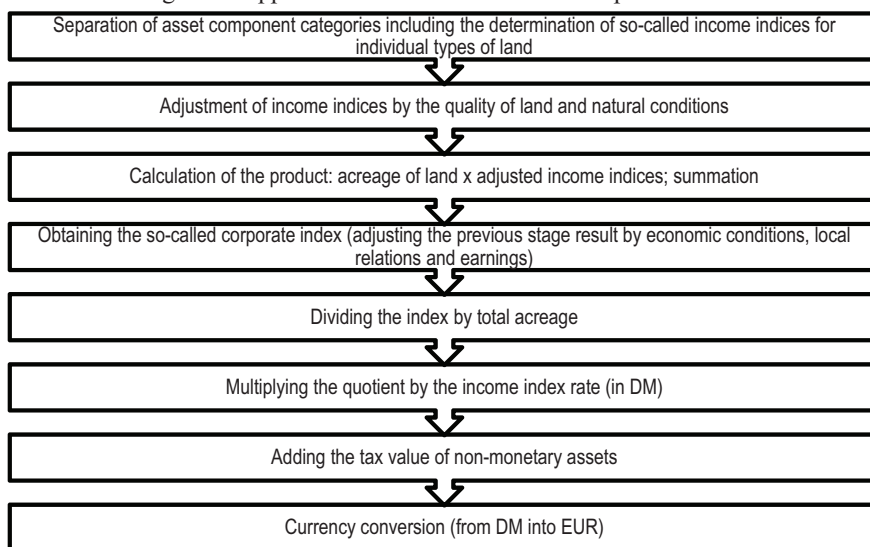 Separation of asset component categories including the determination of so-called income indices for
individual types of land
Adjustment of income indices by the quality of land and natural conditions
Calculation of the product: acreage of land x adjusted income indices; summation
Obtaining the so-called corporate index (adjusting the previous stage result by economic conditions, local
relations and earnings)
Dividing the index by total acreage
Multiplying the quotient by the income index rate (in DM)
Adding the tax value of non-monetary assets
Currency conversion (from DM into EUR)